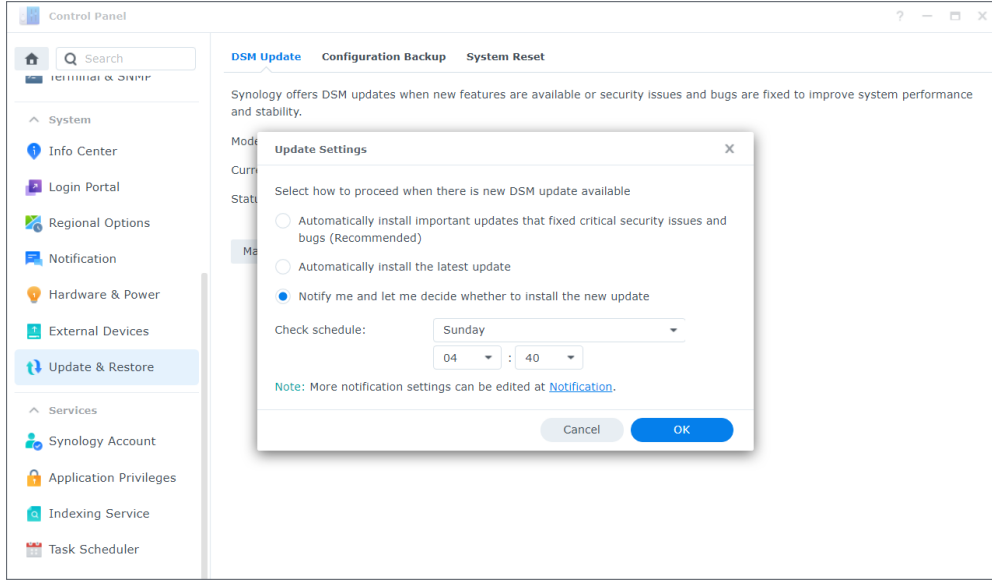 Control Panel
Search
Terminal & SNMP
System
Info Center
Login Portal
Regional Options
Notification
Hardware & Power
External Devices
Update & Restore
Services
Synology Account
Application Privileges
Indexing Service
Task Scheduler
DSM Update Configuration Backup System Reset
Synology offers DSM updates when new features are available or security issues and bugs are fixed to improve system performance
and stability.
Mode
Curr
Statu
Ma
Update Settings
Select how to proceed when there is new DSM update available
Automatically install important updates that fixed critical security issues and
bugs (Recommended)
Automatically install the latest update
Notify me and let me decide whether to install the new update
Check schedule: Sunday
04 : 40
Note: More notification settings can be edited at Notification.
Cancel OK